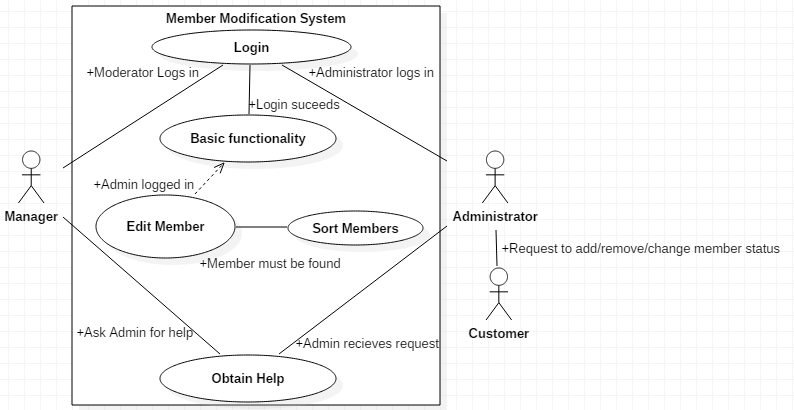 Member Modification System
Login
+Moderator Logs in
+Administrator logs in
+Login suceeds
Basic functionality
+Admin logged in
Manager
Administrator
Edit Member
Sort Members
+Request to add/remove/change member status
+Member must be found
Customer
+Ask Admin for help
+Admin recieves request
Obtain Help